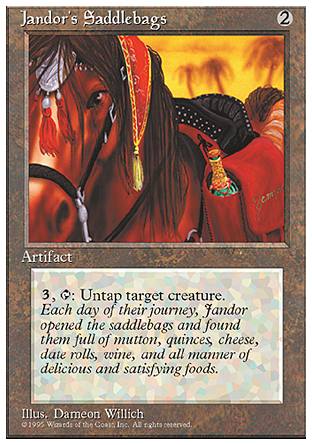 Jandor's Saddlebags 2
Artifact
3, T: Untap target creature.
Each day of their journey, Jandor
opened the saddlebags and found
them full of mutton, quinces, cheese,
date rolls, wine, and all manner of
delicious and satisfying foods.
Illus. Dameon Willich
©1995 Wizards of the Coast, Inc. All rights reserved.